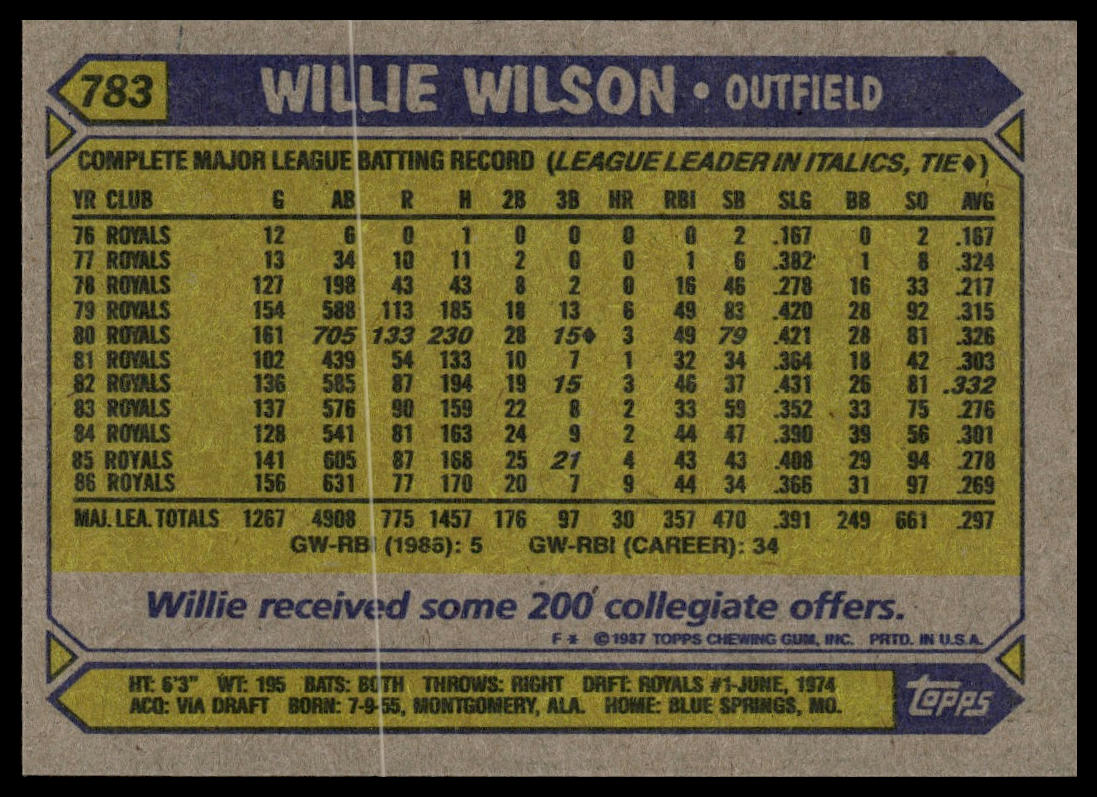 783 WILLIE WILSON • OUTFIELD
COMPLETE MAJOR LEAGUE BATTING RECORD (LEAGUE LEADER IN ITALICS, TIE♦)
YR CLUB G AB R H 2B 3B HR RBI SB SLG BB SO AVG
76 ROYALS 12 6 0 1 0 0 0 0 2 .167 0 2 .167
77 ROYALS 13 34 10 11 2 0 0 1 6 .382 1 8 .324
78 ROYALS 127 198 43 43 8 2 0 16 46 .278 16 33 .217
79 ROYALS 154 588 113 185 18 13 6 49 83 .420 28 92 .315
80 ROYALS 161 705 133 230 28 15♦ 3 49 79 .421 28 81 .326
81 ROYALS 102 439 54 133 10 7 1 32 34 .364 18 42 .303
82 ROYALS 136 585 87 194 19 15 3 46 37 .431 26 81 .332
83 ROYALS 137 576 90 159 22 8 2 33 59 .352 33 75 .276
84 ROYALS 128 541 81 163 24 9 2 44 47 .390 39 56 .301
85 ROYALS 141 605 87 168 25 21 4 43 43 .408 29 94 .278
86 ROYALS 156 631 77 170 20 7 9 44 34 .366 31 97 .269
MAJ. LEA. TOTALS 1267 4908 775 1457 176 97 30 357 470 .391 249 661 .297
GW-RBI (1986): 5 GW-RBI (CAREER): 34
Willie received some 200 collegiate offers.
F * ©1987 TOPPS CHEWING GUM, INC. PRTD. IN U.S.A.
HT: 6'3" WT: 195 BATS: BOTH THROWS: RIGHT DRFT: ROYALS #1-JUNE, 1974
ACQ: VIA DRAFT BORN: 7-9-55, MONTGOMERY, ALA. HOME: BLUE SPRINGS, MO.
Topps